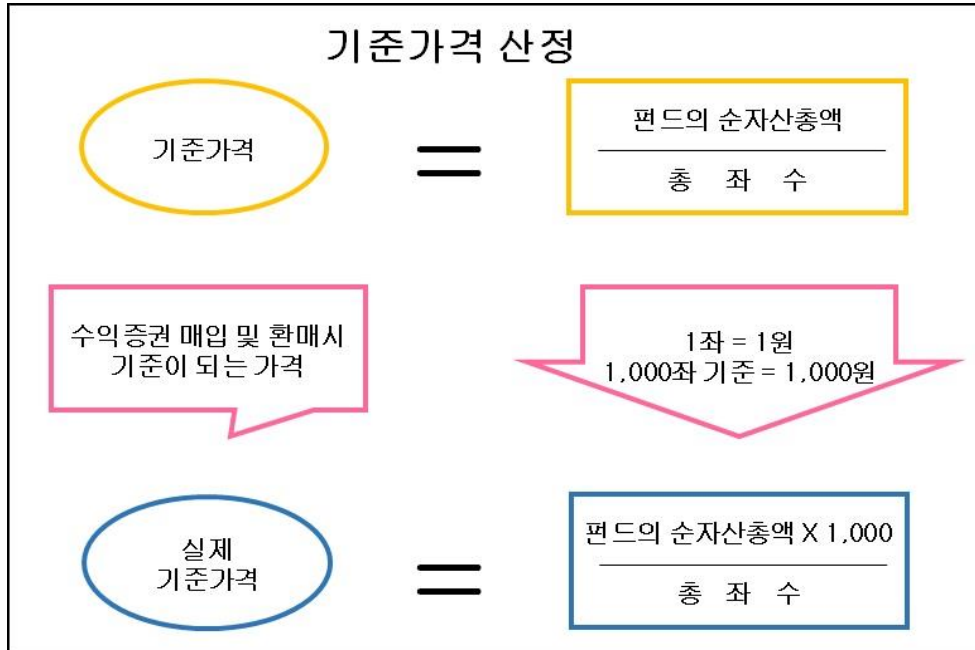 기준가격 산정
기준가격
=
펀드의 순자산총액
총 좌 수
수익증권 매입 및 환매시
기준이 되는 가격
1좌 = 1원
1,000좌 기준 = 1,000원
실제
기준가격
=
펀드의 순자산총액 X 1,000
총 좌 수